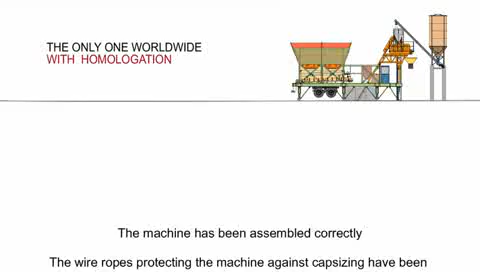 THE ONLY ONE WORLDWIDE
WITH HOMOLOGATION
The machine has been assembled correctly
The wire ropes protecting the machine against capsizing have been